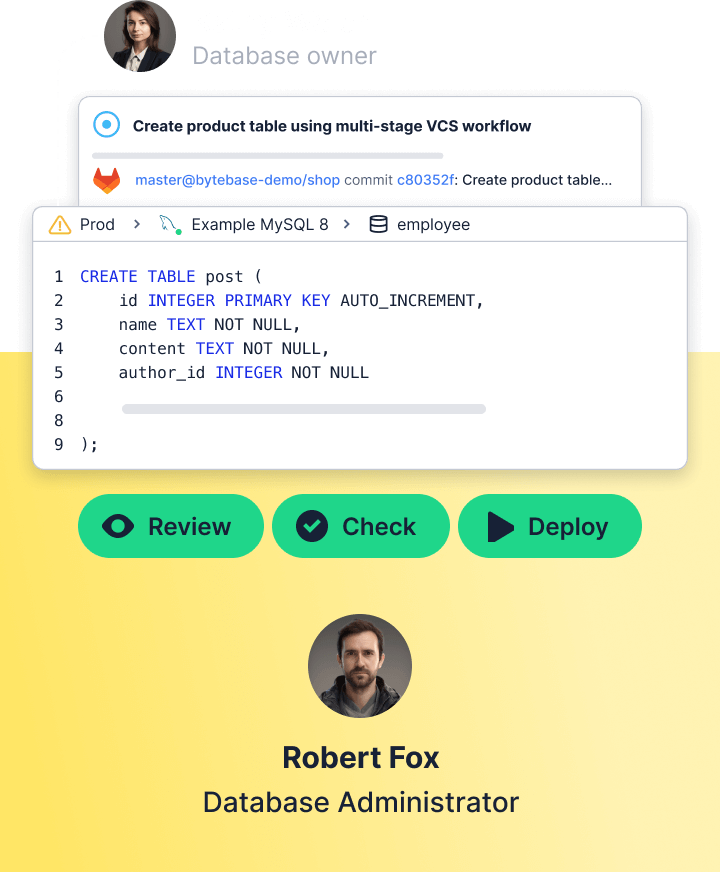 Database owner
Create product table using multi-stage VCS workflow
master@bytebase-demo/shop commit c80352f: Create product table...
Prod > Example MySQL 8 > employee
1 CREATE TABLE post (
2     id INTEGER PRIMARY KEY AUTO_INCREMENT,
3     name TEXT NOT NULL,
4     content TEXT NOT NULL,
5     author_id INTEGER NOT NULL
6
8
9 );
Review Check Deploy
Robert Fox
Database Administrator